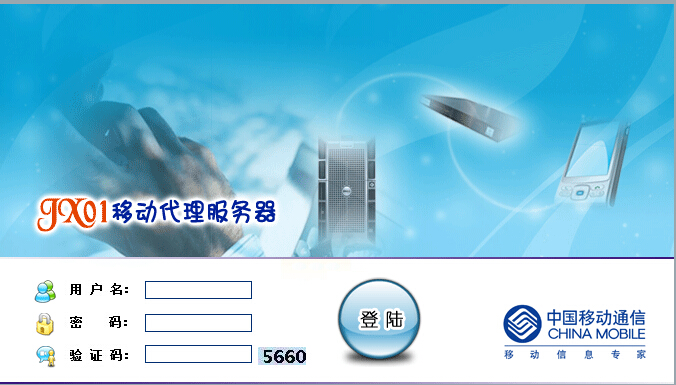 JX01移动代理服务器
用 户 名：
密 码：
验 证 码： 5660
登 陆
中国移动通信
CHINA MOBILE
移 动 信 息 专 家